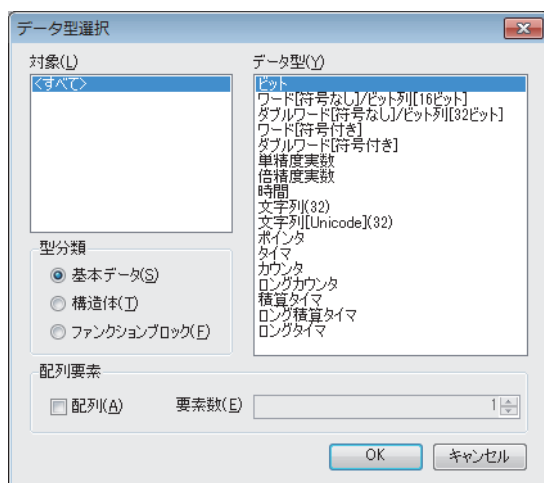 データ型選択
対象(L)
<すべて>
データ型(Y)
ビット
ワード[符号なし]/ビット列[16ビット]
ダブルワード[符号なし]/ビット列[32ビット]
ワード[符号付き]
ダブルワード[符号付き]
単精度実数
倍精度実数
時間
文字列(32)
文字列[Unicode](32)
ポインタ
タイマ
カウンタ
ロングカウンタ
積算タイマ
ロング積算タイマ
ロングタイマ
型分類
基本データ(S)
構造体(T)
ファンクションブロック(F)
配列要素
配列(A) 要素数(E) 1
OK キャンセル